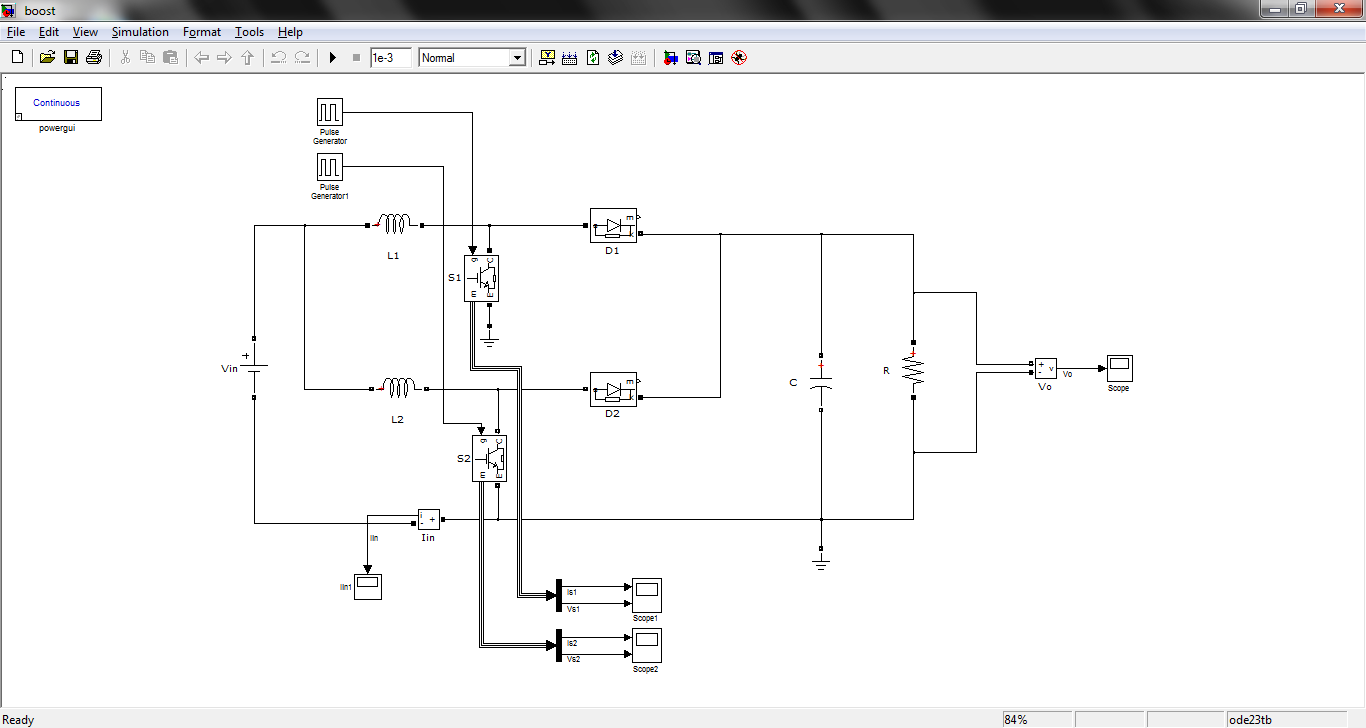 boost
File Edit View Simulation Format Tools Help
1e-3 Normal
Continuous
powergui
Pulse
Generator
Pulse
Generator1
L1
D1
m
k
S1
g
C
m
E
Vin
+
L2
D2
m
k
S2
g
C
m
E
C
+
R
+
+
-
v
Vo
Vo
Scope
i
-
+
Iin
Iin
Iin1
Is1
Vs1
Scope1
Is2
Vs2
Scope2
Ready 84% ode23tb